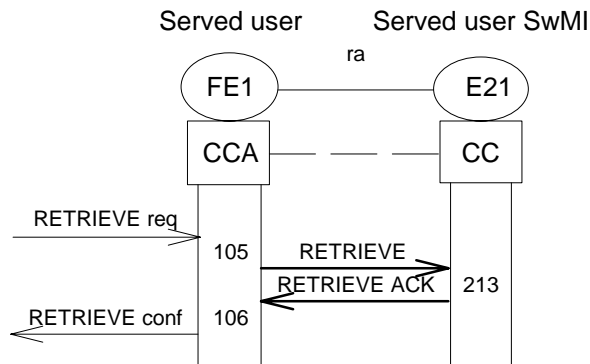 Served user
Served user SwMI
ra
FE1
E21
CCA
CC
RETRIEVE req
105
RETRIEVE
RETRIEVE ACK
213
106
RETRIEVE conf